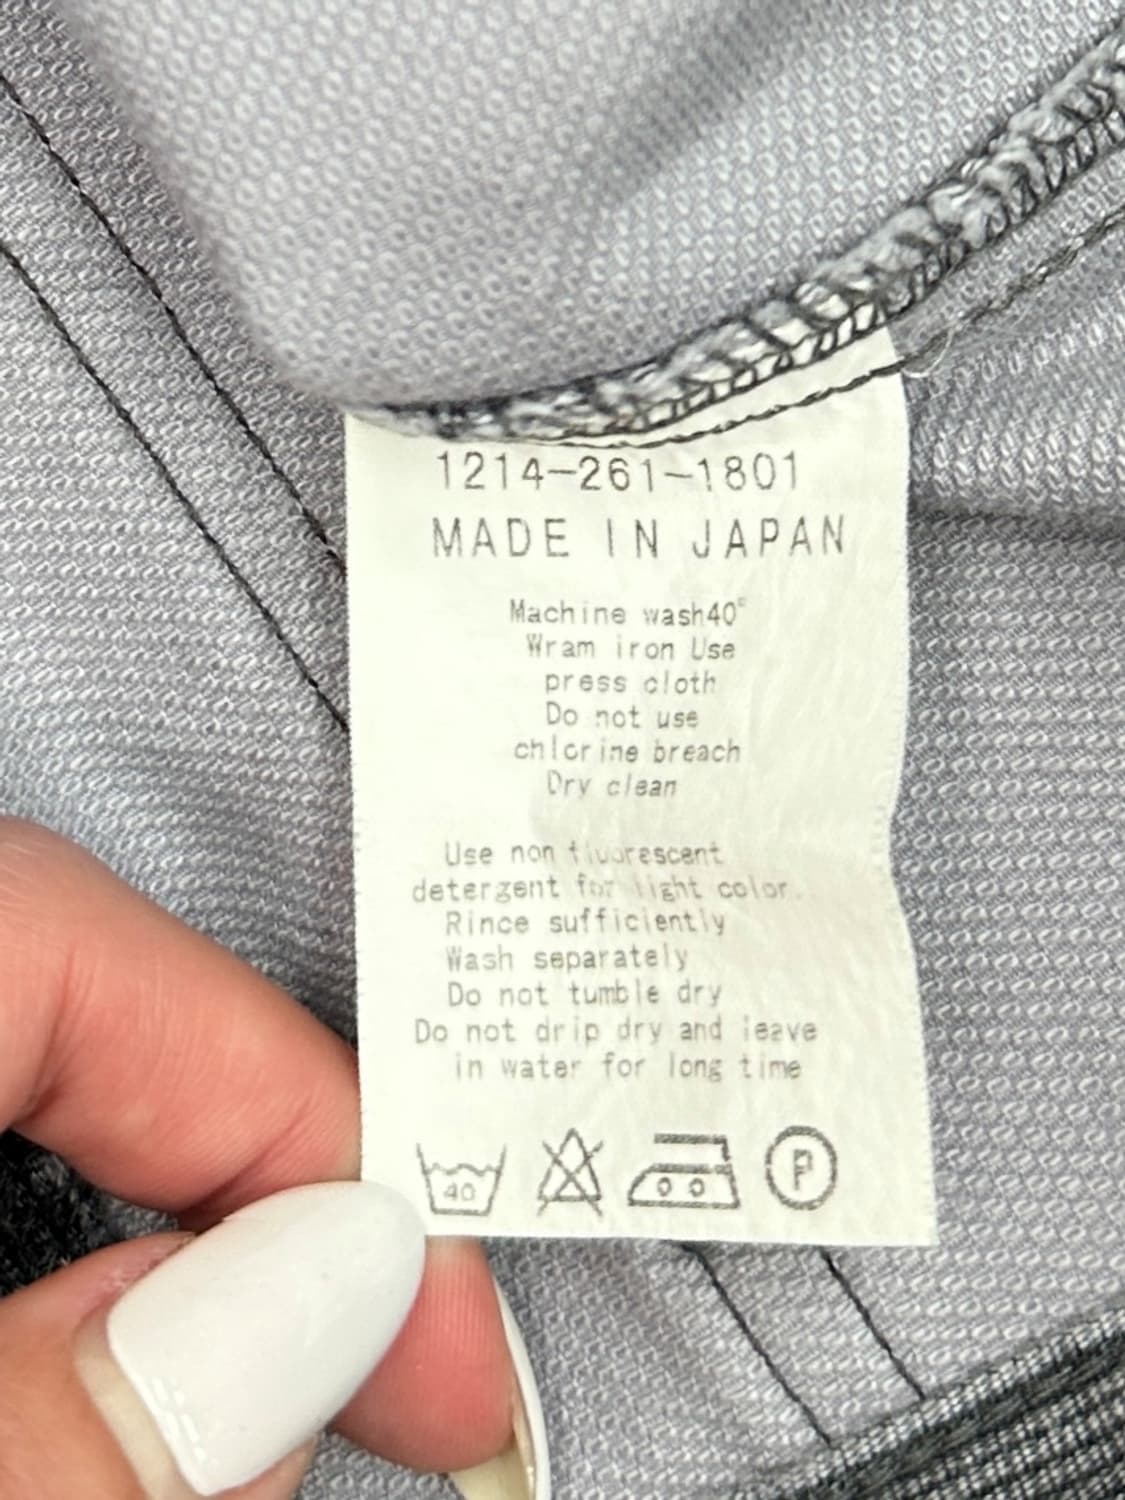 1214-261-1801
MADE IN JAPAN
Machine wash40°
Wram iron Use
press cloth
Do not use
chlorine breach
Dry clean
Use non fluorescent
detergent for light color.
Rince sufficiently
Wash separately
Do not tumble dry
Do not drip dry and leave
in water for long time
40
P